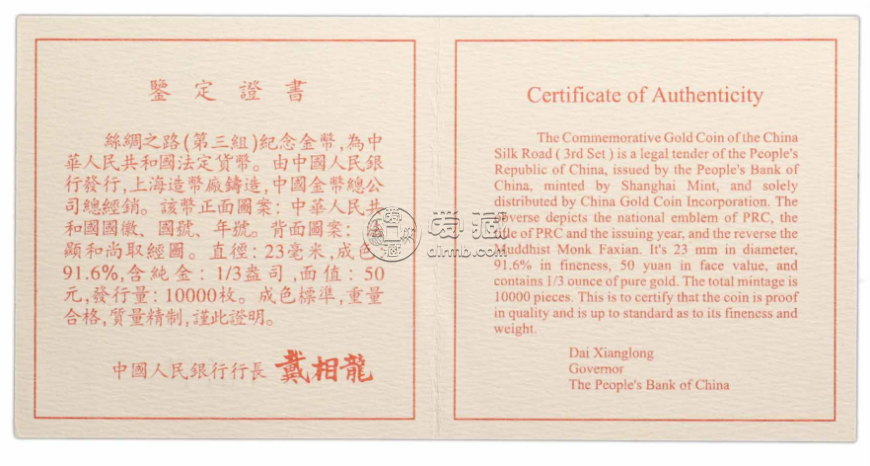 鑒定證書
絲綢之路(第三組)紀念金幣,為中
華人民共和國法定貨幣。由中國人民銀
行發行,上海造幣廠鑄造,中國金幣總公
司總經銷。該幣正面圖案:中華人民共
和國國徽、國號、年號。背面圖案:
顯和尚取經圖。直徑:23毫米,成色
91.6%,含純金:1/3盎司,面值:50
元,發行量:10000枚。成色標準,重量
合格,質量精制,謹此證明。
中國人民銀行行長 戴相龍
Certificate of Authenticity
The Commemorative Gold Coin of the China
Silk Road ( 3rd Set ) is a legal tender of the People's
Republic of China, issued by the People's Bank of
China, minted by Shanghai Mint, and solely
distributed by China Gold Coin Incorporation. The
obverse depicts the national emblem of PRC, the
title of PRC and the issuing year, and the reverse the
Muddhist Monk Faxian. It's 23 mm in diameter,
91.6% in fineness, 50 yuan in face value, and
contains 1/3 ounce of pure gold. The total mintage is
10000 pieces. This is to certify that the coin is proof
in quality and is up to standard as to its fineness and
weight.
Dai Xianglong
Governor
The People's Bank of China
爱藏
airmb.com